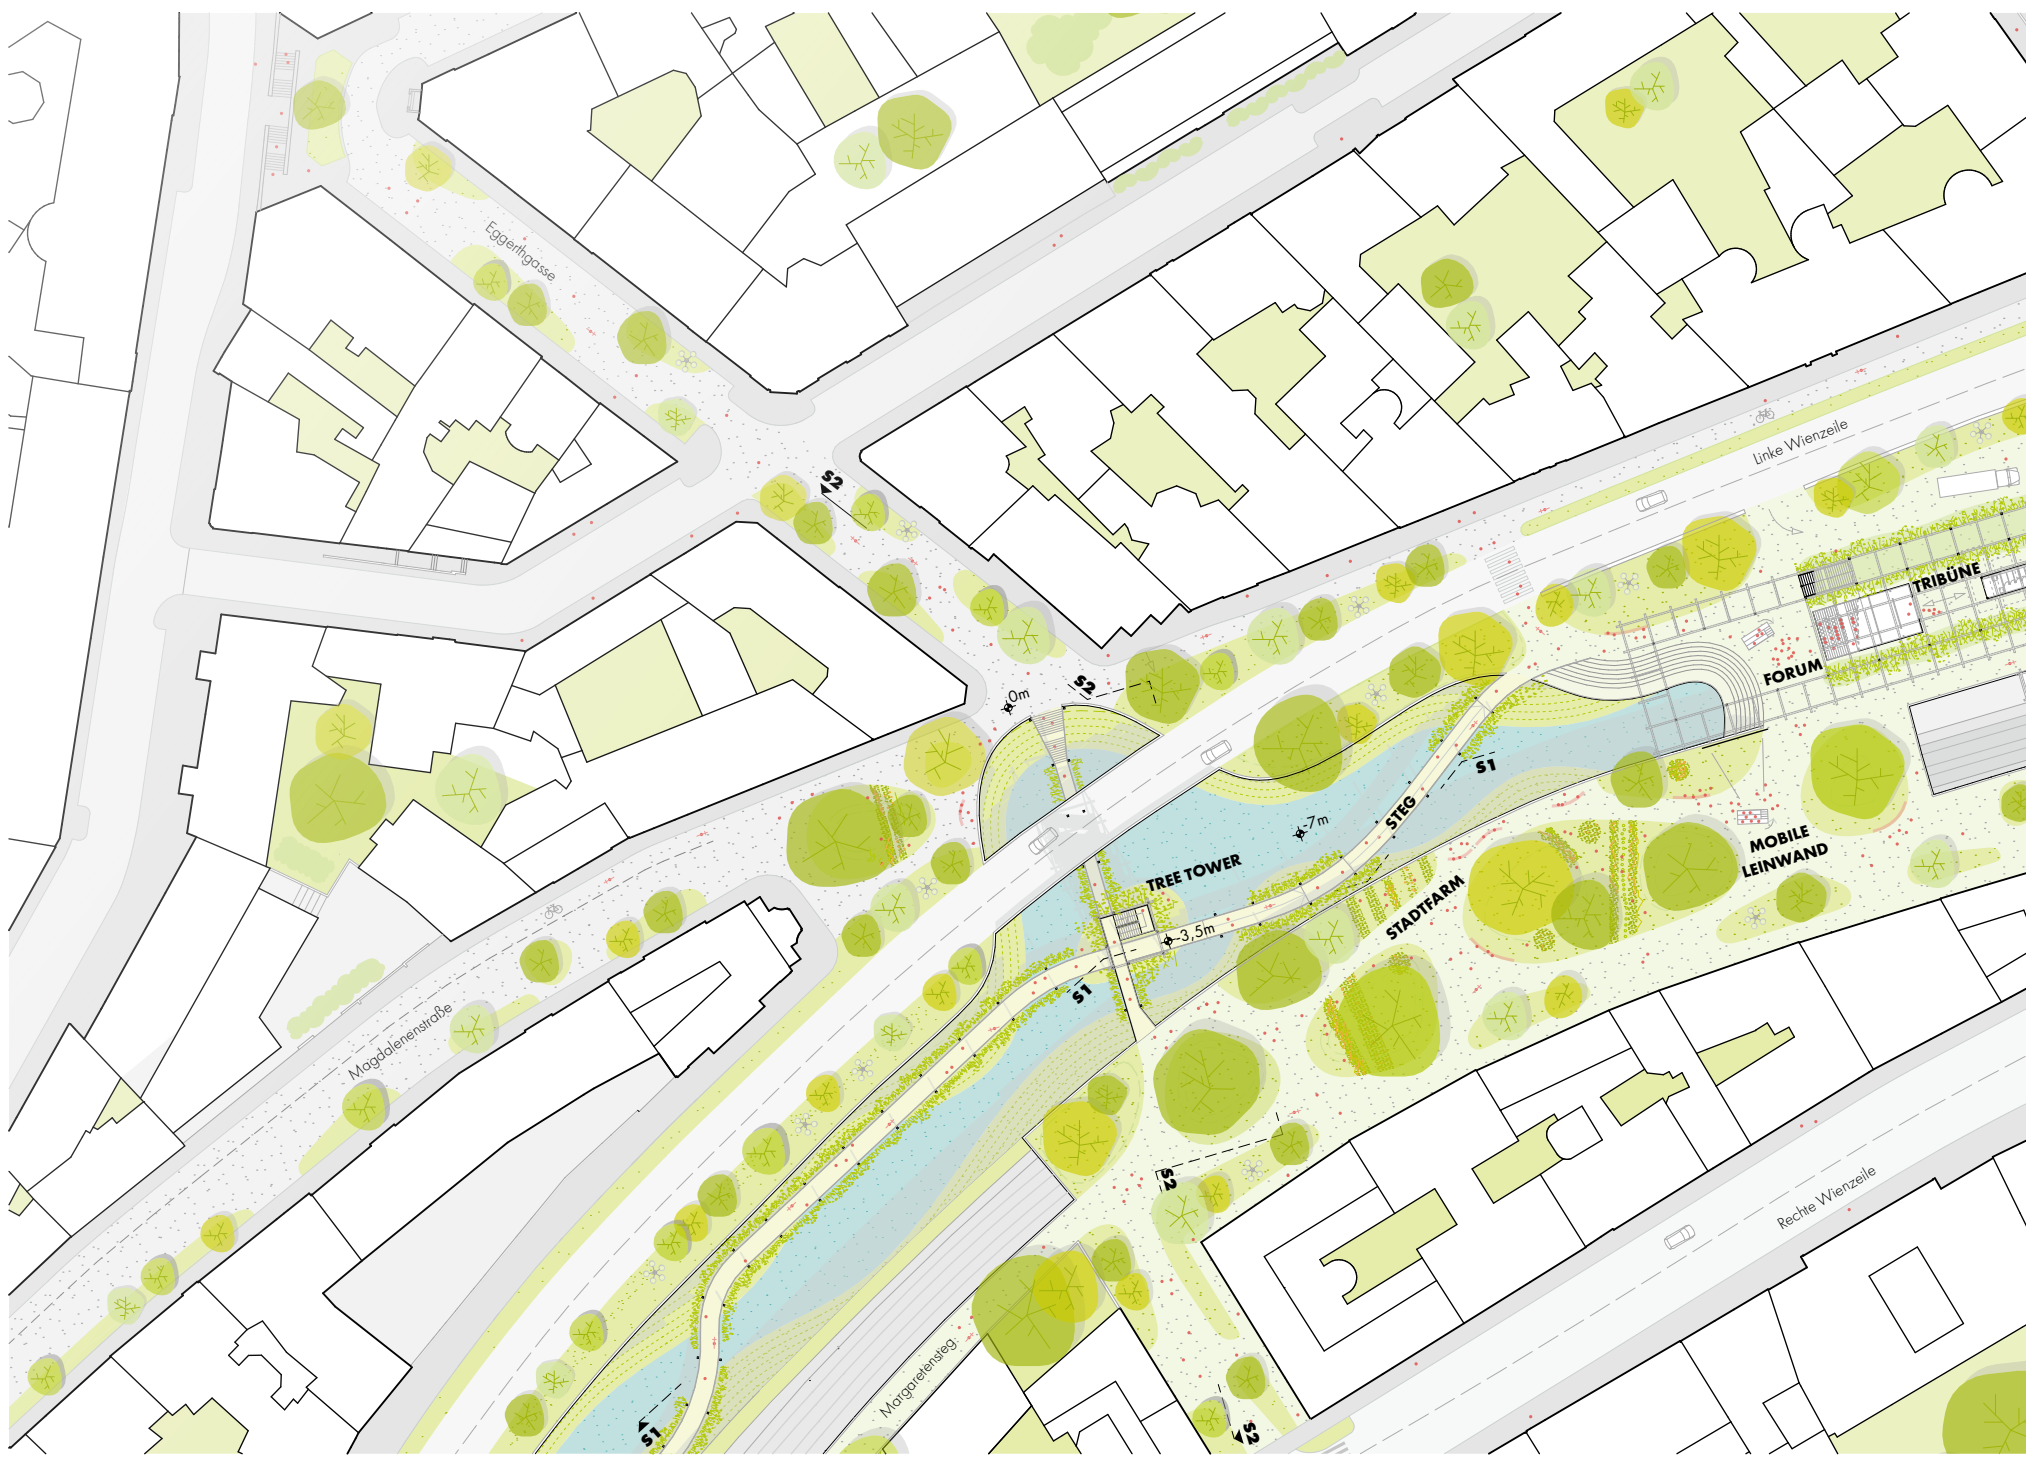 Eggerthgasse
Linke Wienzeile
S2
TRIBÜNE
FORUM
S2
0m
S1
STEG
-7m
MOBILE
LEINWAND
TREE TOWER
STADTFARM
-3,5m
S1
Magdalenenstraße
S2
Rechte Wienzeile
Margaretensteg
S1
S2